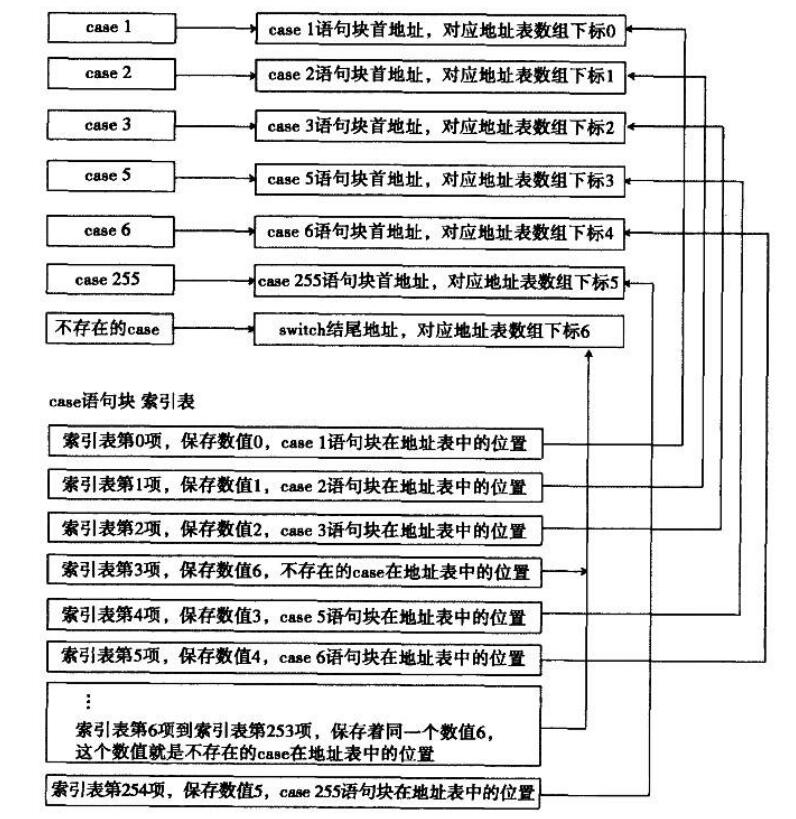 case 1
case 1语句块首地址，对应地址表数组下标0
case 2
case 2语句块首地址，对应地址表数组下标1
case 3
case 3语句块首地址，对应地址表数组下标2
case 5
case 5语句块首地址，对应地址表数组下标3
case 6
case 6语句块首地址，对应地址表数组下标4
case 255
case 255语句块首地址，对应地址表数组下标5
不存在的case
switch结尾地址，对应地址表数组下标6
case语句块 索引表
索引表第0项，保存数值0，case 1语句块在地址表中的位置
索引表第1项，保存数值1，case 2语句块在地址表中的位置
索引表第2项，保存数值2，case 3语句块在地址表中的位置
索引表第3项，保存数值6，不存在的case在地址表中的位置
索引表第4项，保存数值3，case 5语句块在地址表中的位置
索引表第5项，保存数值4，case 6语句块在地址表中的位置
⋮
索引表第6项到索引表第253项，保存着同一个数值6，
这个数值就是不存在的case在地址表中的位置
索引表第254项，保存数值5，case 255语句块在地址表中的位置